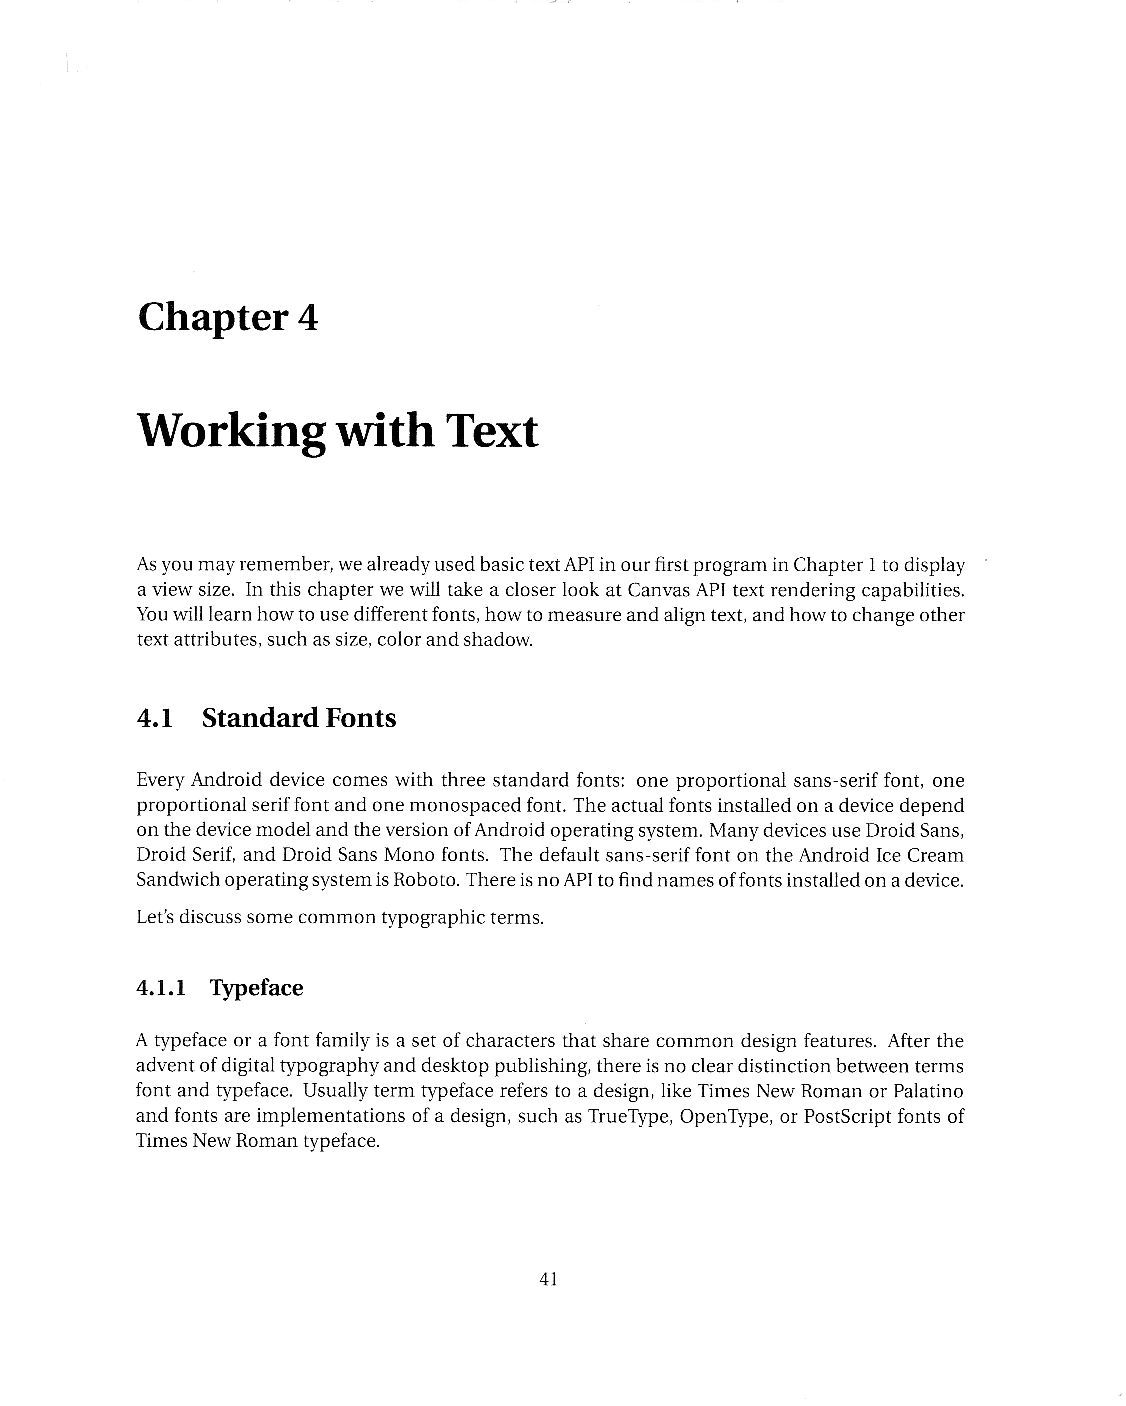 Chapter 4
Working with Text
As you may remember, we already used basic text API in our first program in Chapter 1 to display
a view size. In this chapter we will take a closer look at Canvas API text rendering capabilities.
You will learn how to use different fonts, how to measure and align text, and how to change other
text attributes, such as size, color and shadow.
4.1 Standard Fonts
Every Android device comes with three standard fonts: one proportional sans-serif font, one
proportional serif font and one monospaced font. The actual fonts installed on a device depend
on the device model and the version of Android operating system. Many devices use Droid Sans,
Droid Serif, and Droid Sans Mono fonts. The default sans-serif font on the Android Ice Cream
Sandwich operating system is Roboto. There is no API to find names of fonts installed on a device.
Let's discuss some common typographic terms.
4.1.1 Typeface
A typeface or a font family is a set of characters that share common design features. After the
advent of digital typography and desktop publishing, there is no clear distinction between terms
font and typeface. Usually term typeface refers to a design, like Times New Roman or Palatino
and fonts are implementations of a design, such as TrueType, OpenType, or PostScript fonts of
Times New Roman typeface.
41